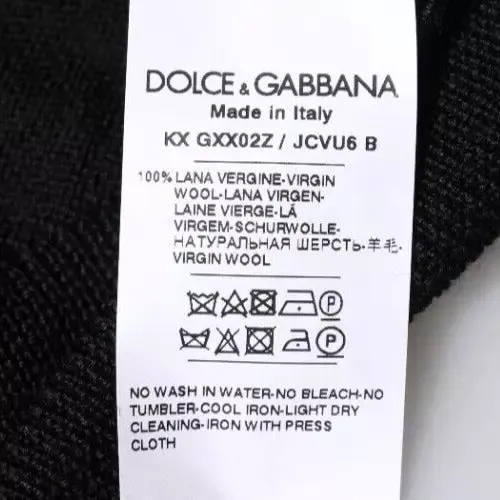 DOLCE & GABBANA
Made in Italy
KX GXX02Z / JCVU6 B
100% LANA VERGINE-VIRGIN
WOOL-LANA VIRGEN-
LAINE VIERGE-LÃ
VIRGEM-SCHURWOLLE-
НАТУРАЛЬНАЯ ШЕРСТЬ-羊毛-
VIRGIN WOOL
P
P
NO WASH IN WATER-NO BLEACH-NO
TUMBLER-COOL IRON-LIGHT DRY
CLEANING-IRON WITH PRESS
CLOTH